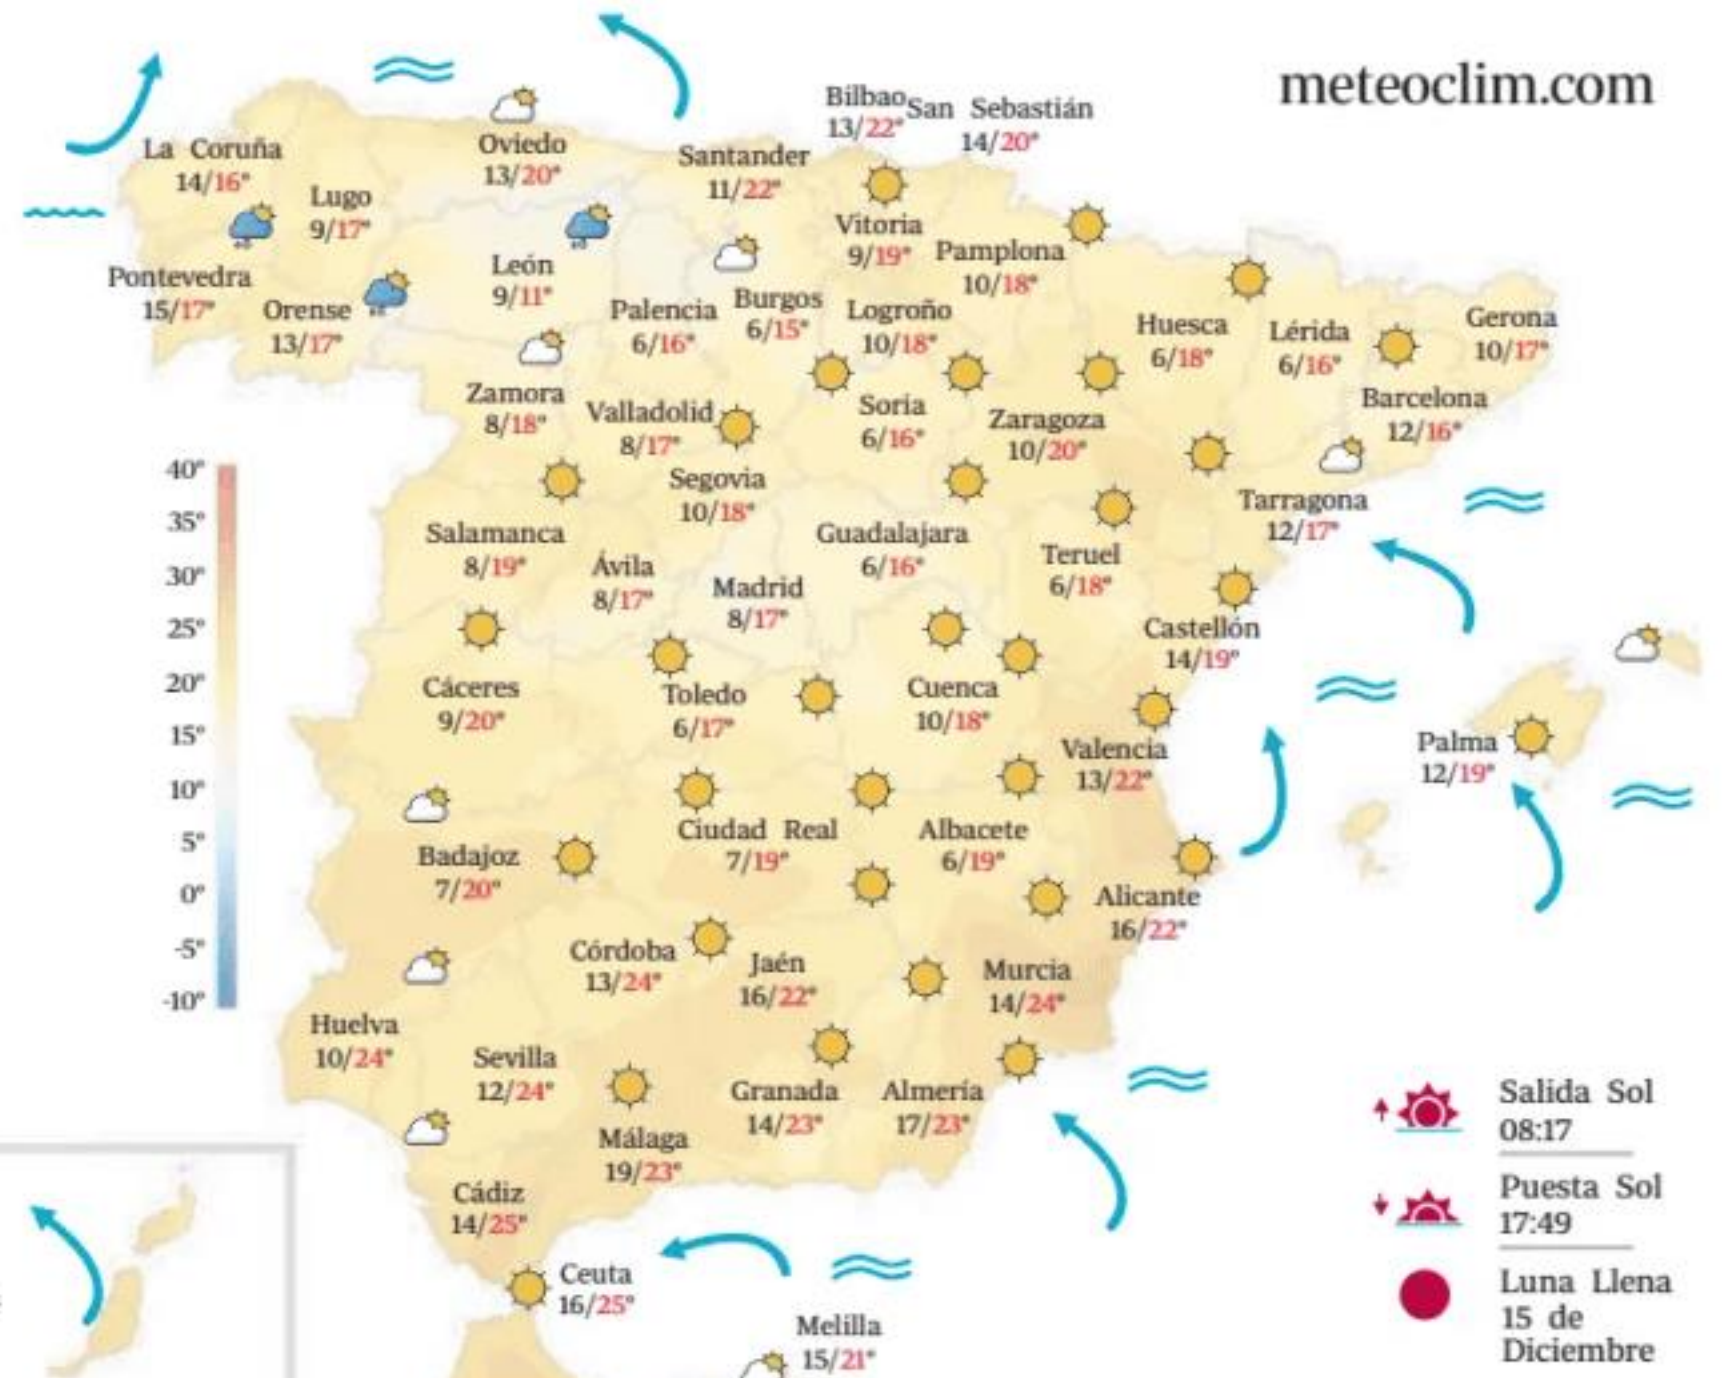 meteoclim.com
Bilbao
13/22°
San Sebastián
14/20°
La Coruña
14/16°
Oviedo
13/20°
Santander
11/22°
Lugo
9/17°
Vitoria
9/19°
Pamplona
10/18°
Pontevedra
15/17°
Orense
13/17°
León
9/11°
Palencia
6/16°
Burgos
6/15°
Logroño
10/18°
Huesca
6/18°
Lérida
6/16°
Gerona
10/17°
Zamora
8/18°
Valladolid
8/17°
Soria
6/16°
Zaragoza
10/20°
Barcelona
12/16°
Segovia
10/18°
Tarragona
12/17°
Salamanca
8/19°
Ávila
8/17°
Madrid
8/17°
Guadalajara
6/16°
Teruel
6/18°
Castellón
14/19°
Cáceres
9/20°
Toledo
6/17°
Cuenca
10/18°
Valencia
13/22°
Palma
12/19°
40°
35°
30°
25°
20°
15°
10°
5°
0°
-5°
-10°
Badajoz
7/20°
Ciudad Real
7/19°
Albacete
6/19°
Alicante
16/22°
Córdoba
13/24°
Jaén
16/22°
Murcia
14/24°
Huelva
10/24°
Sevilla
12/24°
Granada
14/23°
Almería
17/23°
Málaga
19/23°
Cádiz
14/25°
Ceuta
16/25°
Melilla
15/21°
Salida Sol
08:17
Puesta Sol
17:49
Luna Llena
15 de
Diciembre